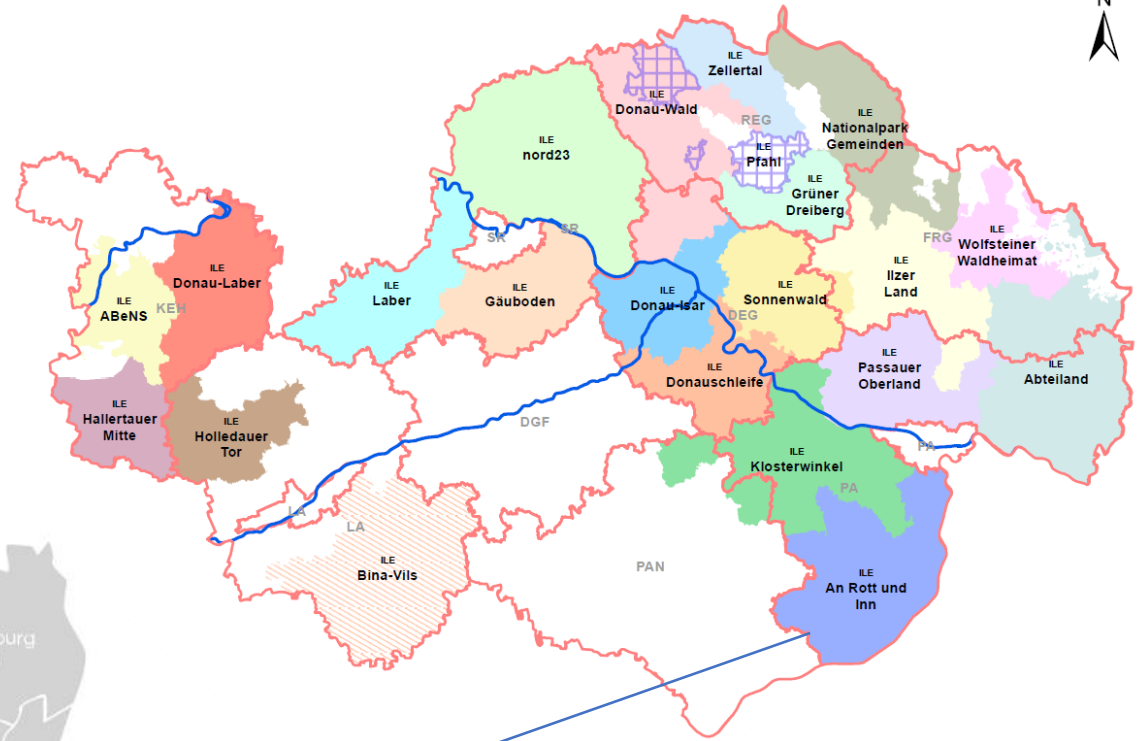 N
ILE
Zellertal
ILE
Donau-Wald
REG
ILE
Nationalpark
Gemeinden
ILE
nord23
ILE
Pfahl
ILE
Grüner
Dreiberg
SR
SR
FRG
ILE
Wolfsteiner
Waldheimat
ILE
Donau-Laber
ILE
Ilzer
Land
ILE
Laber
ILE
Gäuboden
ILE
Donau-Isar
ILE
Sonnenwald
ILE
ABeNS
KEH
DEG
ILE
Passauer
Oberland
ILE
Abteiland
ILE
Donauschleife
ILE
Hallertauer
Mitte
ILE
Holledauer
Tor
DGF
PA
ILE
Klosterwinkel
PA
LA
LA
PAN
ILE
Bina-Vils
ILE
An Rott und
Inn
burg